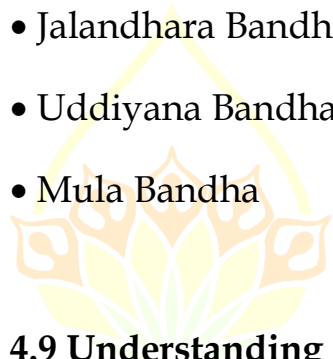 • Jalandhara Bandh
• Uddiyana Bandha
• Mula Bandha
4.9 Understanding